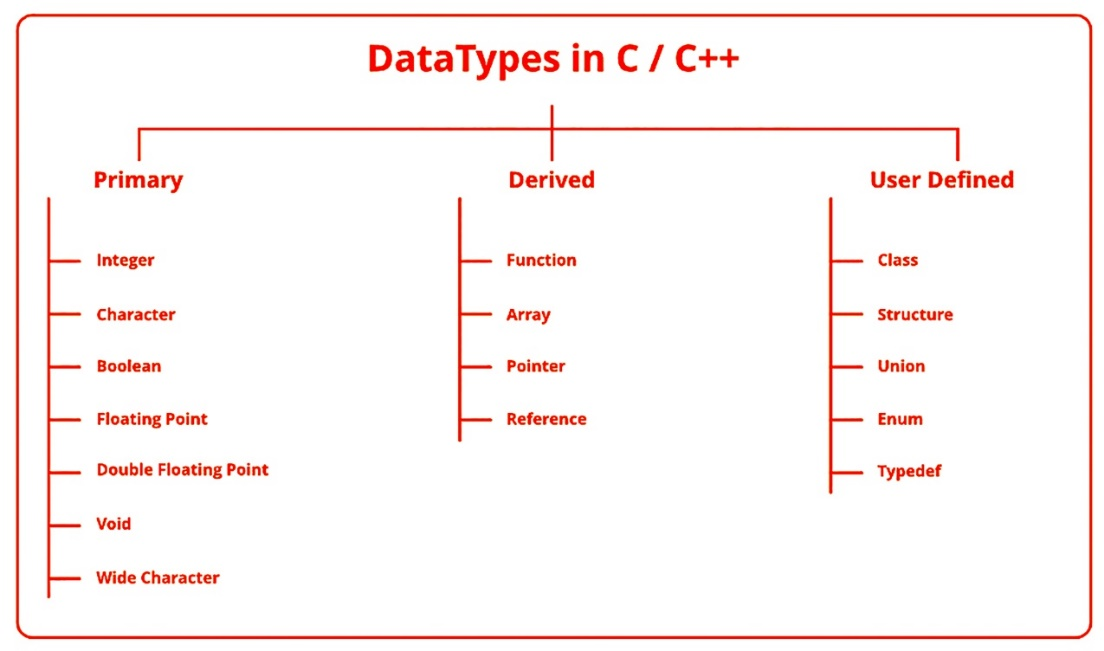 DataTypes in C / C++
Primary
Integer
Character
Boolean
Floating Point
Double Floating Point
Void
Wide Character
Derived
Function
Array
Pointer
Reference
User Defined
Class
Structure
Union
Enum
Typedef